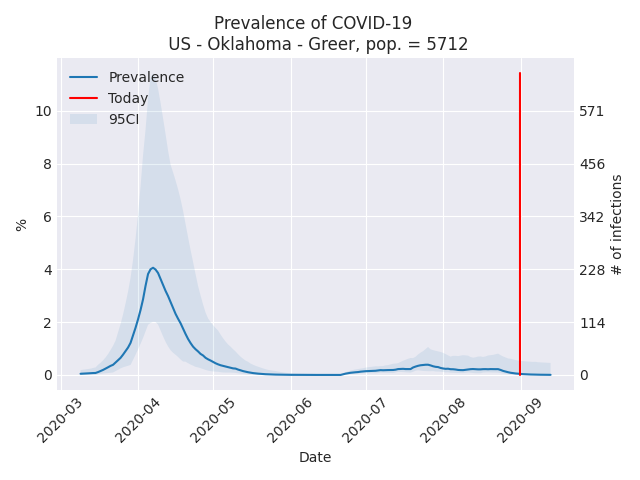 Prevalence of COVID-19
US - Oklahoma - Greer, pop. = 5712
Prevalence
Today
95CI
10
8
6
4
2
0
%
571
456
342
228
114
0
# of infections
2020-03
2020-04
2020-05
2020-06
2020-07
2020-08
2020-09
Date